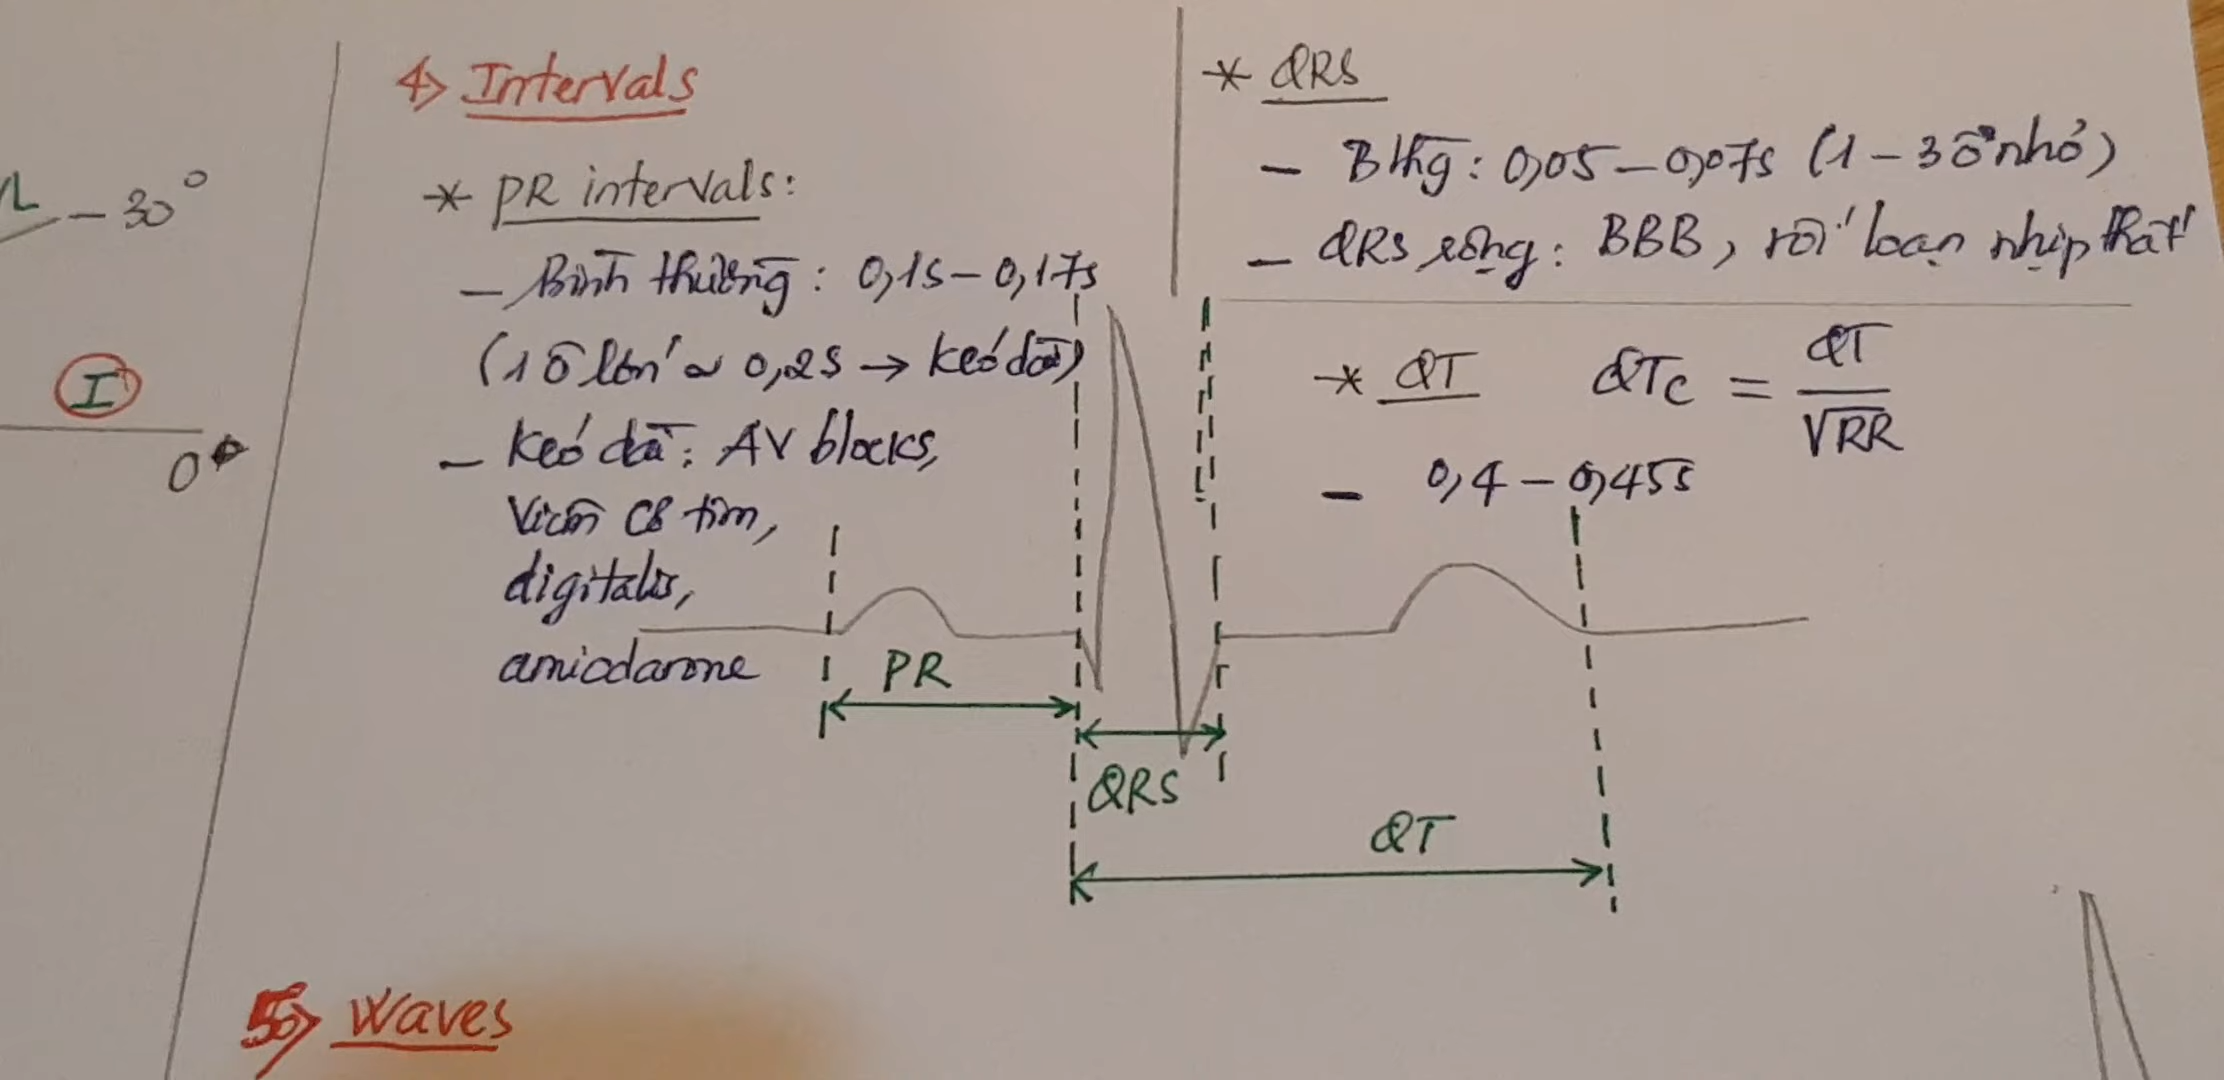 4> Intervals
* PR intervals:
- Bình thường: 0,1s - 0,17s
(1 ô lớn ~ 0,2s → kéo dài)
- Kéo dài: AV blocks,
Viêm cơ tim,
digitalis,
amiodarone
* QRS
- Bthg: 0,05 - 0,07s (1 - 3 ô nhỏ)
- QRS rộng: BBB, rối loạn nhịp thất
* QT QTc = QT / √RR
- 0,4 - 0,45s
PR
QRS
QT
- 30°
I
0°
5> Waves